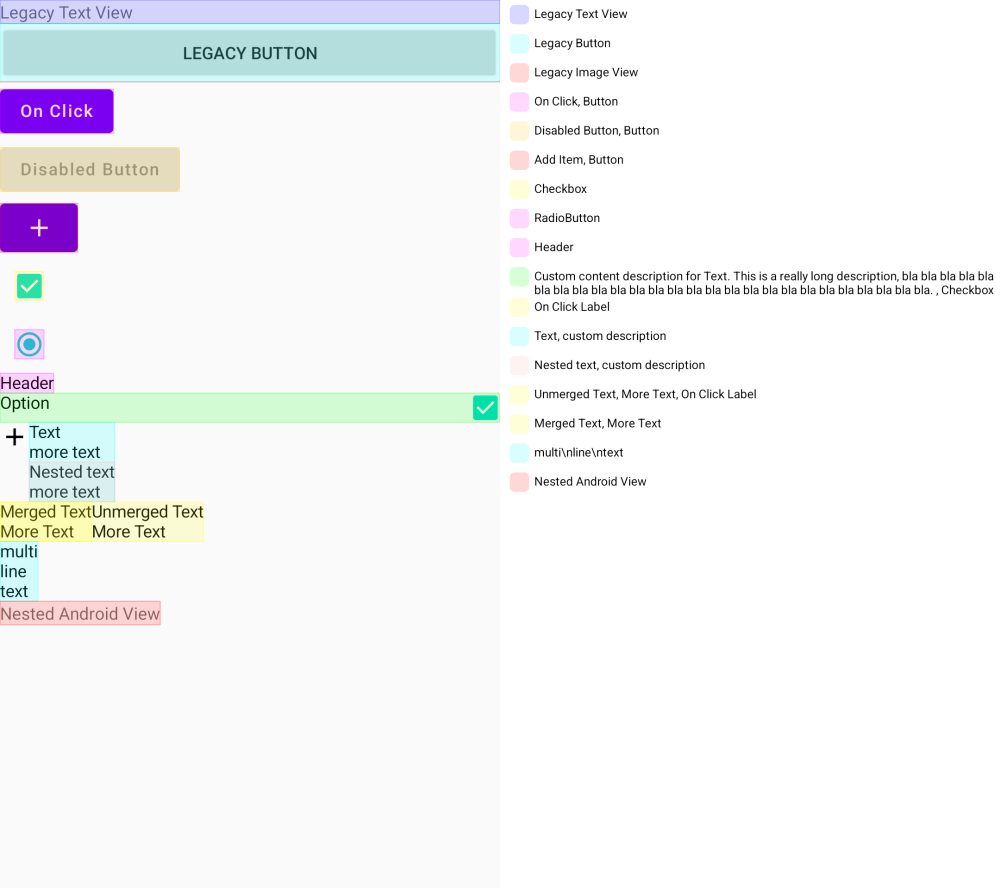 Legacy Text View
LEGACY BUTTON
On Click
Disabled Button
+
Header
Option
+
Text
more text
Nested text
more text
Merged Text Unmerged Text
More Text More Text
multi
line
text
Nested Android View
Legacy Text View
Legacy Button
Legacy Image View
On Click, Button
Disabled Button, Button
Add Item, Button
Checkbox
RadioButton
Header
Custom content description for Text. This is a really long description, bla bla bla bla bla
bla bla bla bla bla bla bla bla bla bla bla bla bla bla bla bla bla bla bla bla. , Checkbox
On Click Label
Text, custom description
Nested text, custom description
Unmerged Text, More Text, On Click Label
Merged Text, More Text
multi\nline\ntext
Nested Android View